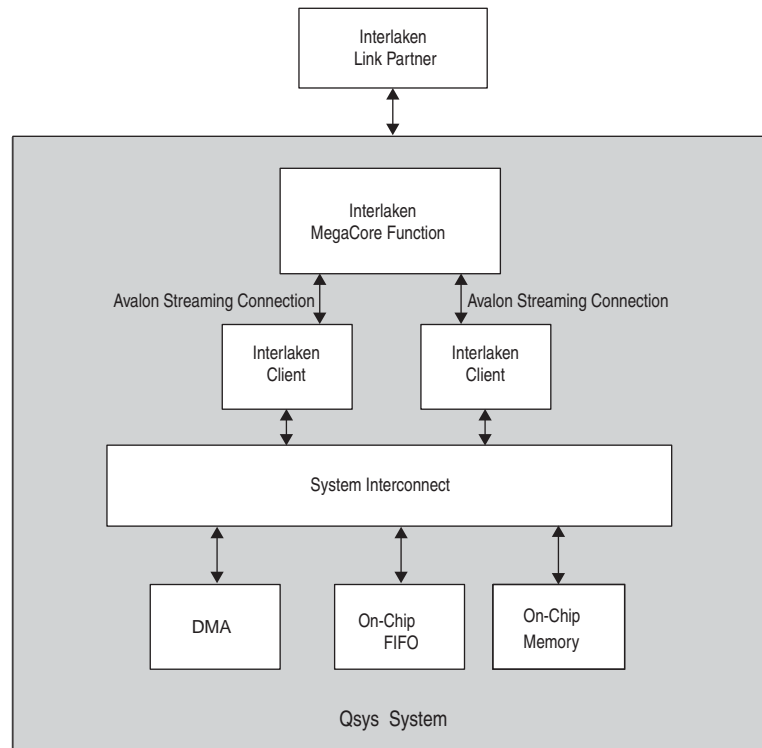 Interlaken
Link Partner
Interlaken
MegaCore Function
Avalon Streaming Connection
Avalon Streaming Connection
Interlaken
Client
Interlaken
Client
System Interconnect
DMA
On-Chip
FIFO
On-Chip
Memory
Qsys System